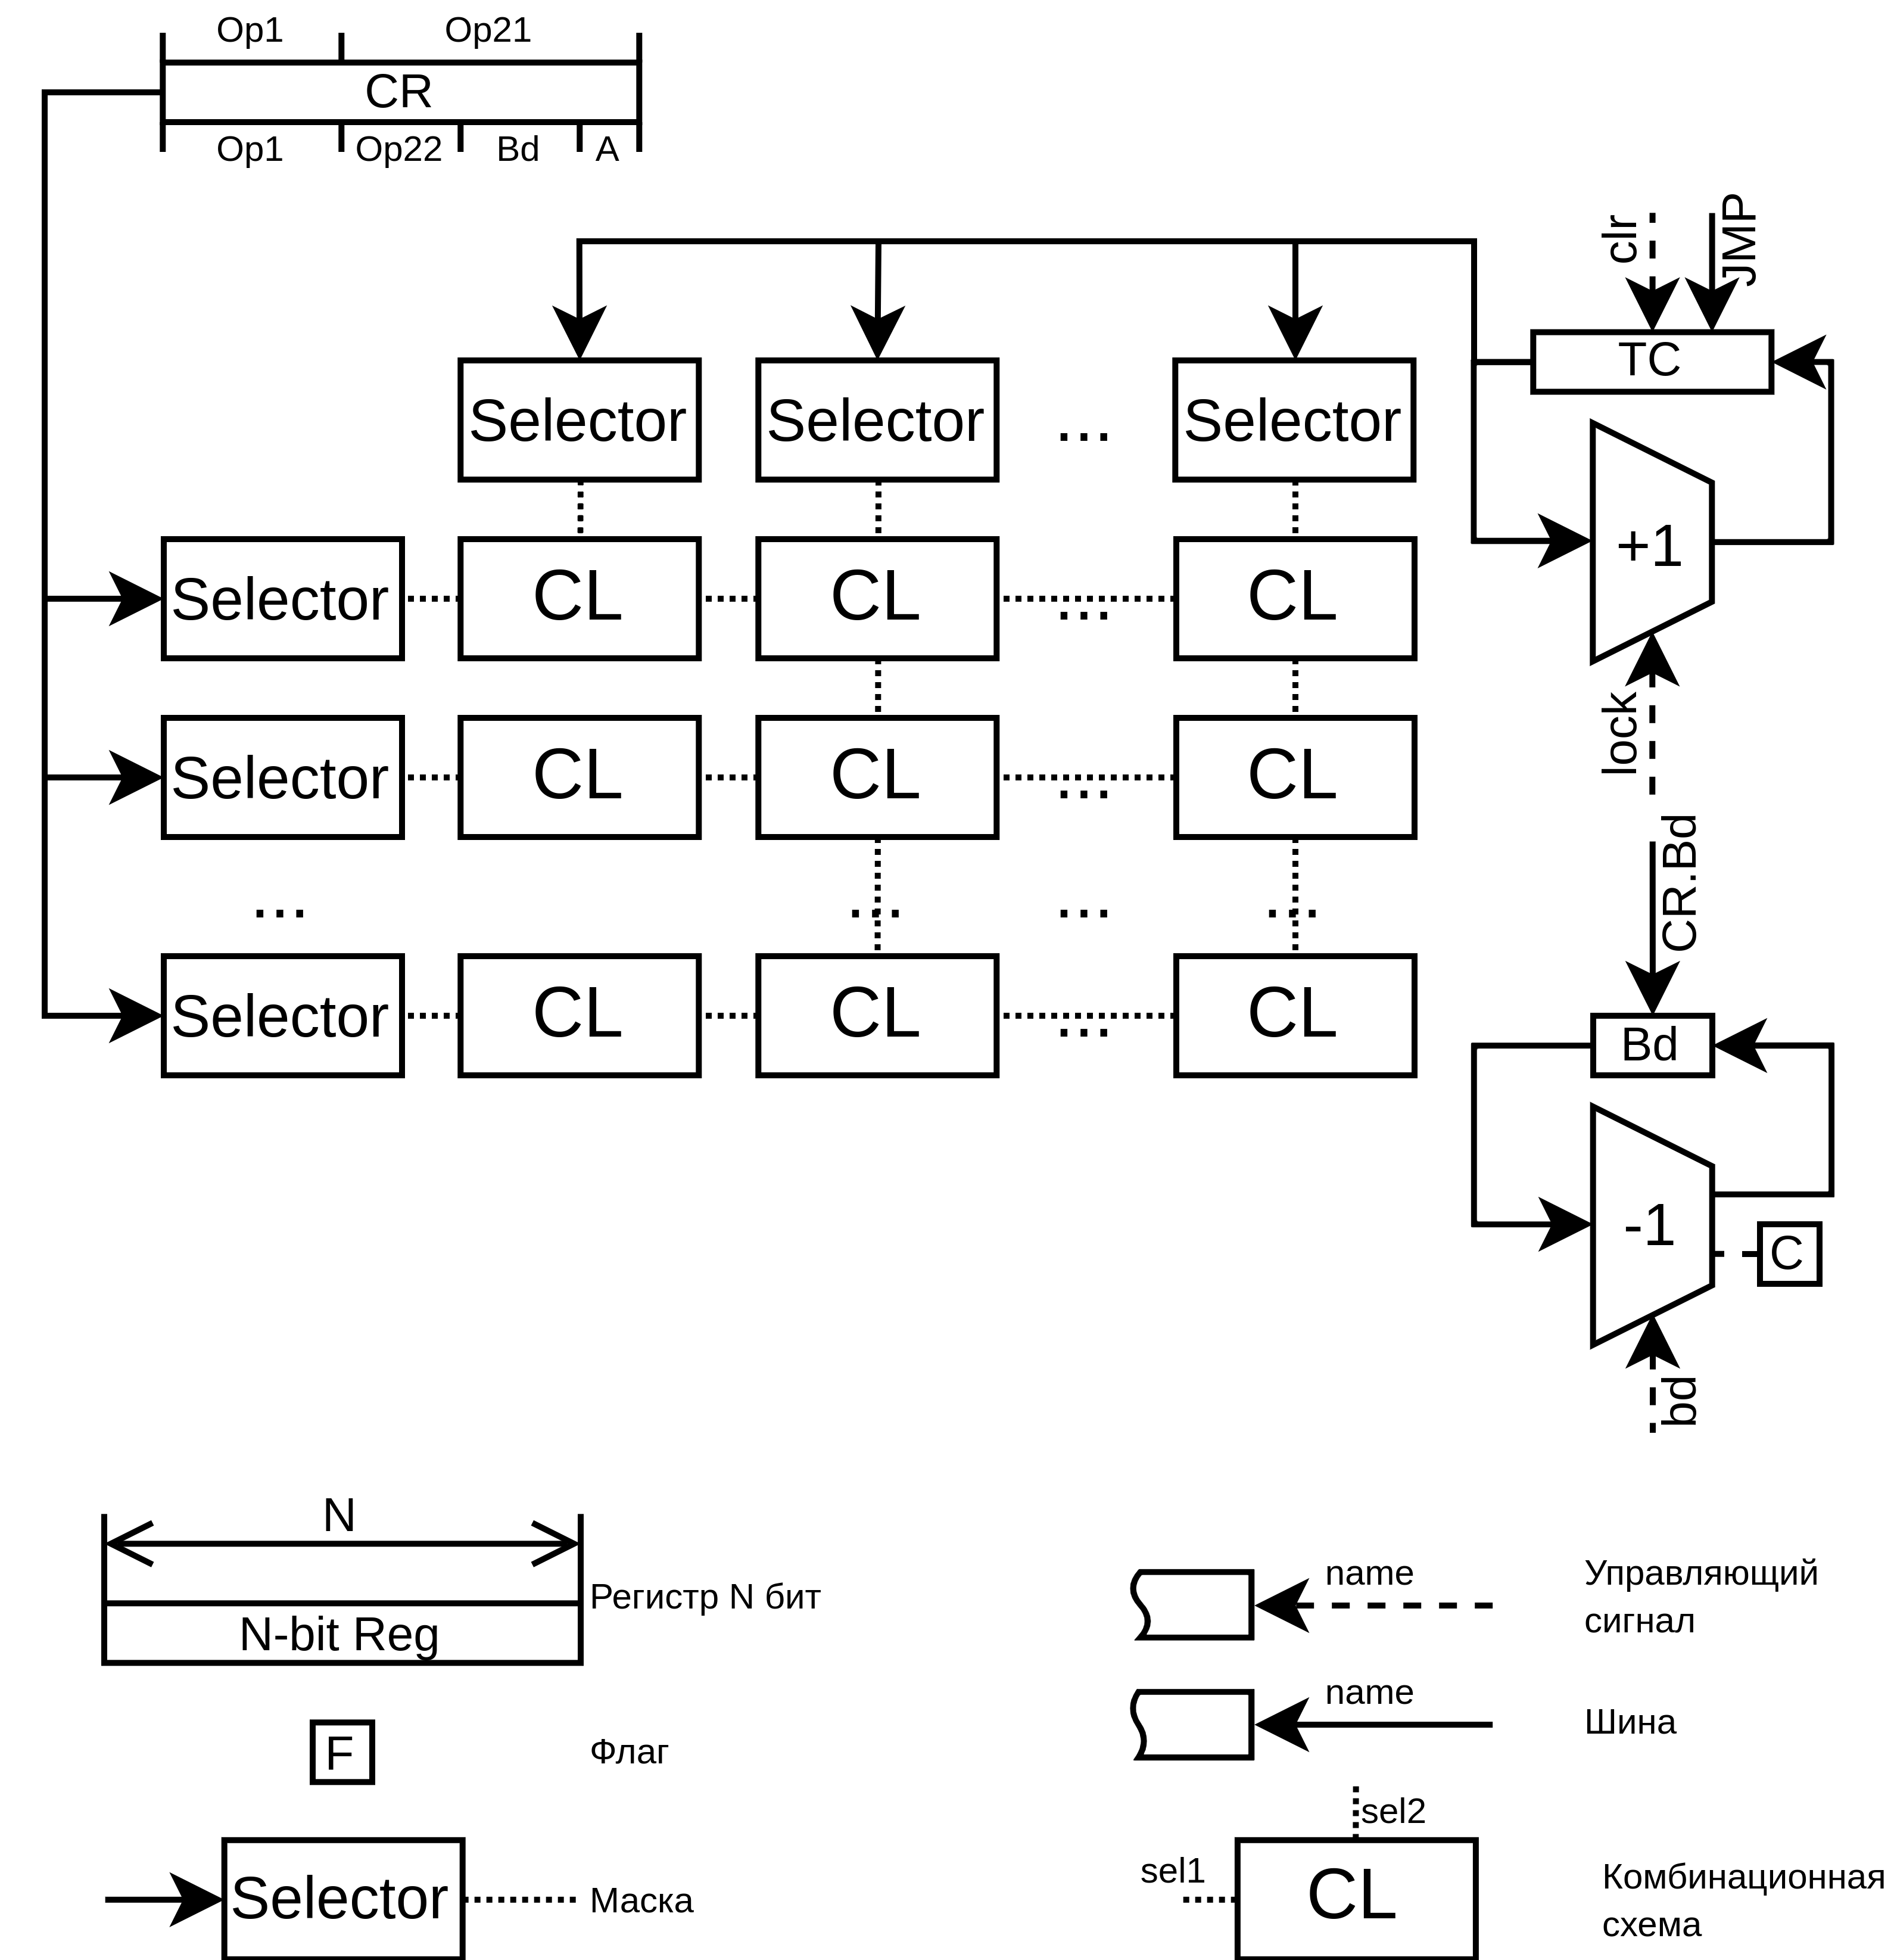 Op1 Op21
CR
Op1 Op22 Bd A
clr JMP
TC
Selector Selector ... Selector
+1
Selector CL CL ... CL
lock
Selector CL CL ... CL
CR.Bd
... ... ... ...
Selector CL CL ... CL
Bd
-1
C
bd
N
N-bit Reg
Регистр N бит
name
Управляющий
сигнал
F
Флаг
name
Шина
Selector
Маска
sel2
sel1
CL
Комбинационная
схема